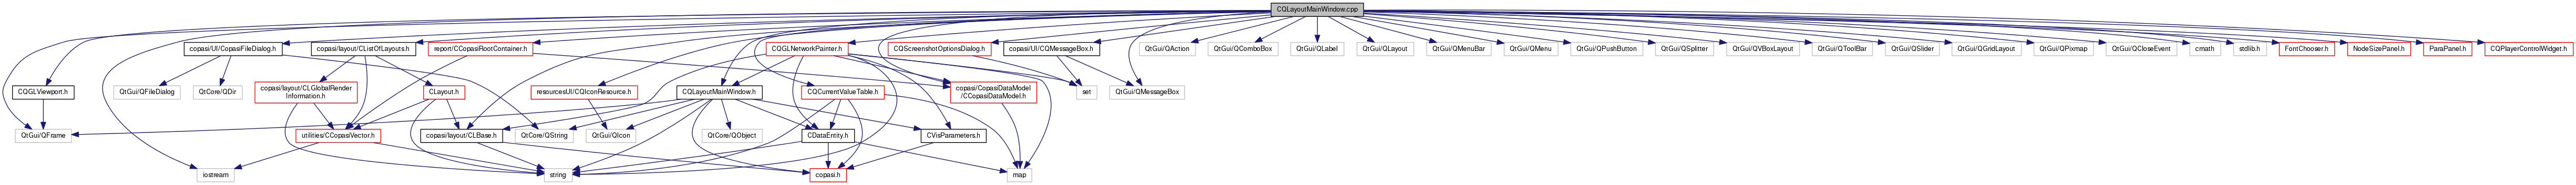 CQLayoutMainWindow.cpp
copasi/UI/CopasiFileDialog.h
copasi/layout/CListOfLayouts.h
report/CCopasiRootContainer.h
CQGLNetworkPainter.h
CQScreenshotOptionsDialog.h
copasi/UI/CQMessageBox.h
QtGui/QAction
QtGui/QComboBox
QtGui/QLabel
QtGui/QLayout
QtGui/QMenuBar
QtGui/QMenu
QtGui/QPushButton
QtGui/QSplitter
QtGui/QVBoxLayout
QtGui/QToolBar
QtGui/QSlider
QtGui/QGridLayout
QtGui/QPixmap
QtGui/QCloseEvent
cmath
stdlib.h
FontChooser.h
NodeSizePanel.h
ParaPanel.h
CQPlayerControlWidget.h
CQGLViewport.h
QtGui/QFileDialog
QtCore/QDir
copasi/layout/CLGlobalRender
Information.h
CLayout.h
resourcesUI/CQIconResource.h
CQLayoutMainWindow.h
CQCurrentValueTable.h
copasi/CopasiDataModel
/CCopasiDataModel.h
set
QtGui/QMessageBox
QtGui/QFrame
utilities/CCopasiVector.h
copasi/layout/CLBase.h
QtCore/QString
QtGui/QIcon
QtCore/QObject
CDataEntity.h
CVisParameters.h
iostream
string
copasi.h
map